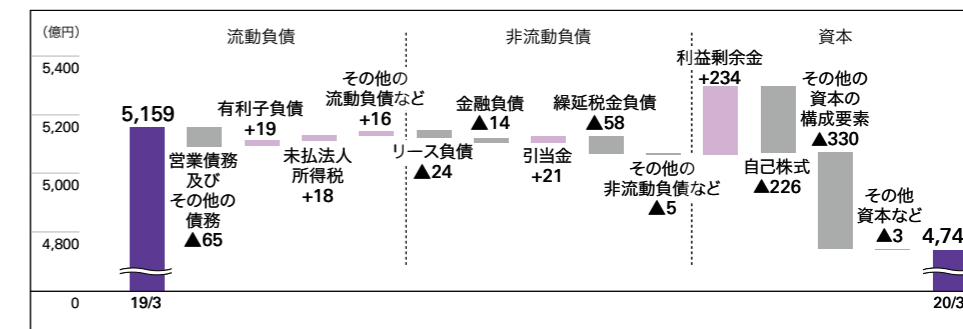 （億円）
流動負債
非流動負債
資本
5,400
5,200
5,000
4,800
0
5,159
19/3
営業債務
及び
その他の
債務
▲65
有利子負債
+19
未払法人
所得税
+18
その他の
流動負債など
+16
リース負債
▲24
金融負債
▲14
引当金
+21
繰延税金負債
▲58
その他の
非流動負債など
▲5
利益剰余金
+234
自己株式
▲226
その他の
資本の
構成要素
▲330
その他
資本など
▲3
20/3